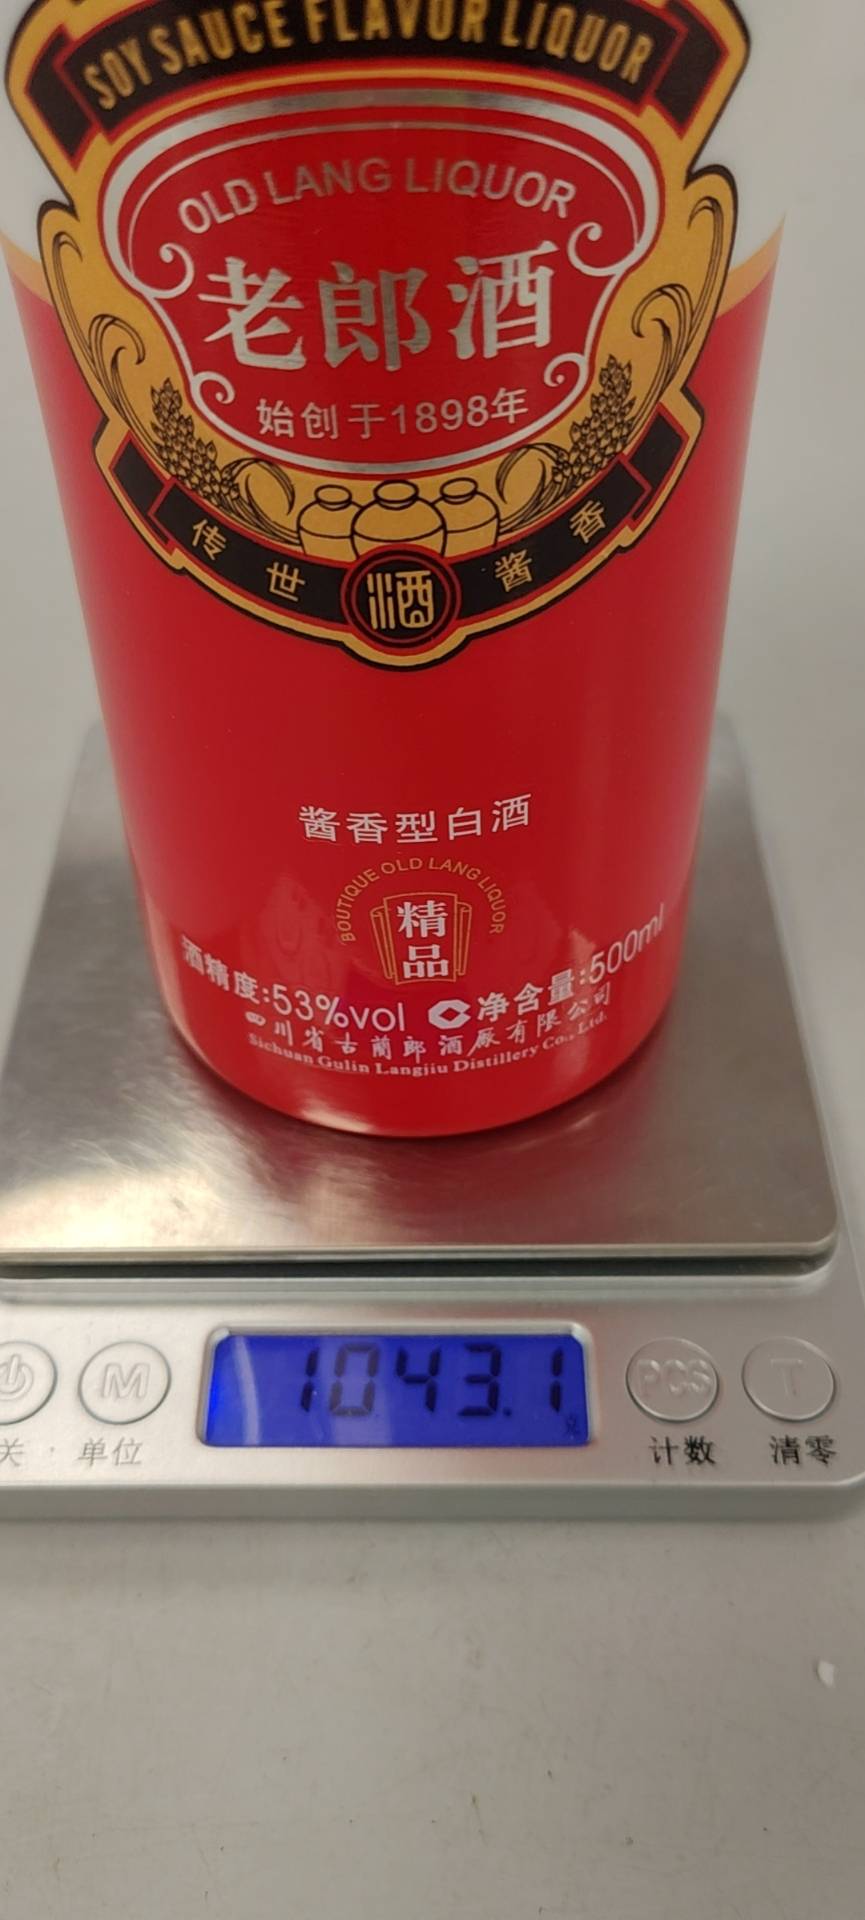 SOY SAUCE FLAVOR LIQUOR
OLD LANG LIQUOR
老郎酒
始创于1898年
传世 酒 酱香
酱香型白酒
BOUTIQUE OLD LANG LIQUOR
精品
酒精度:53%vol 净含量:500ml
四川省古蔺郎酒厂有限公司
Sichuan Gulin Langjiu Distillery Co., Ltd.
1043.1
M PCS T
关 单位 计数 清零